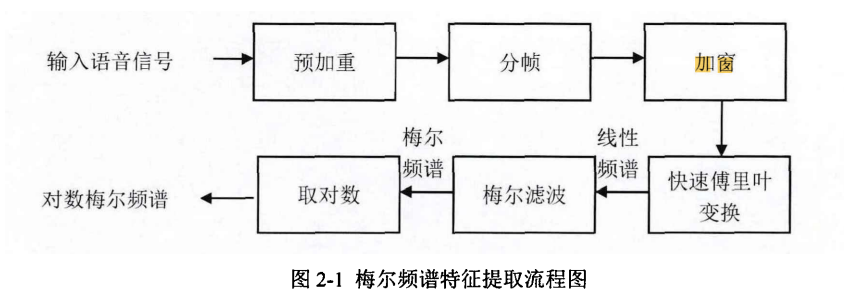 输入语音信号
预加重
分帧
加窗
梅尔
频谱
线性
频谱
对数梅尔频谱
取对数
梅尔滤波
快速傅里叶
变换
图 2-1 梅尔频谱特征提取流程图